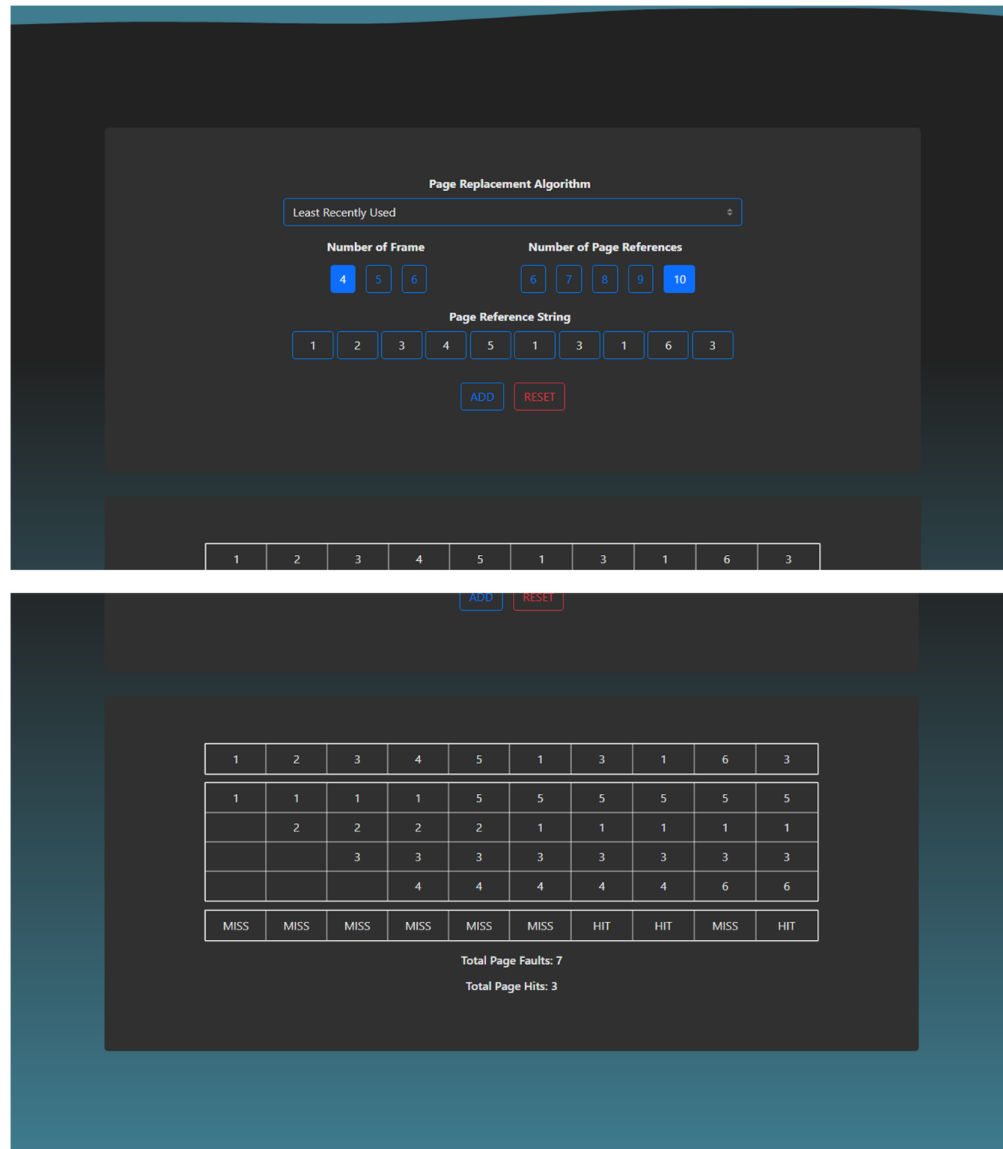 Page Replacement Algorithm
Least Recently Used
Number of Frame Number of Page References
4 5 6 6 7 8 9 10
Page Reference String
1 2 3 4 5 1 3 1 6 3
ADD RESET
1 2 3 4 5 1 3 1 6 3
ADD RESET
1 2 3 4 5 1 3 1 6 3
1 1 1 1 5 5 5 5 5 5
2 2 2 2 1 1 1 1 1
3 3 3 3 3 3 3 3
4 4 4 4 4 6 6
MISS MISS MISS MISS MISS MISS HIT HIT MISS HIT
Total Page Faults: 7
Total Page Hits: 3